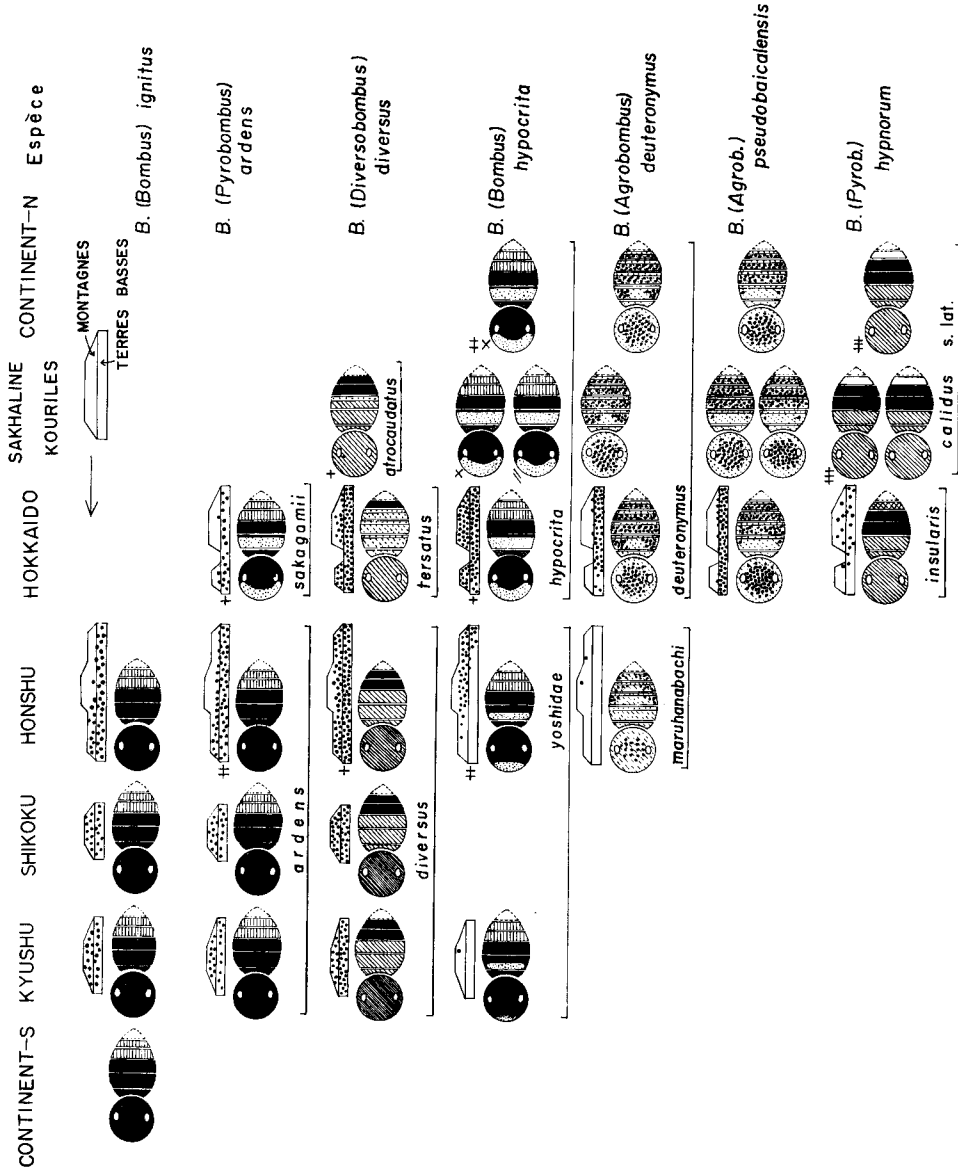 CONTINENT-S KYUSHU SHIKOKU HONSHU HOKKAIDO SAKHALINE KOURILES CONTINENT-N Espèce
MONTAGNES
TERRES BASSES
B. (Bombus) ignitus
B. (Pyrobombus) ardens
ardens
sakagamii
B. (Diversobombus) diversus
diversus
tersatus
atrocaudatus
B. (Bombus) hypocrita
yoshidae
hypocrita
B. (Agrobombus) deuteronymus
maruhanabachi
deuteronymus
B. (Agrob.) pseudobaicalensis
B. (Pyrob.) hypnorum
insularis
calidus
s. lat.